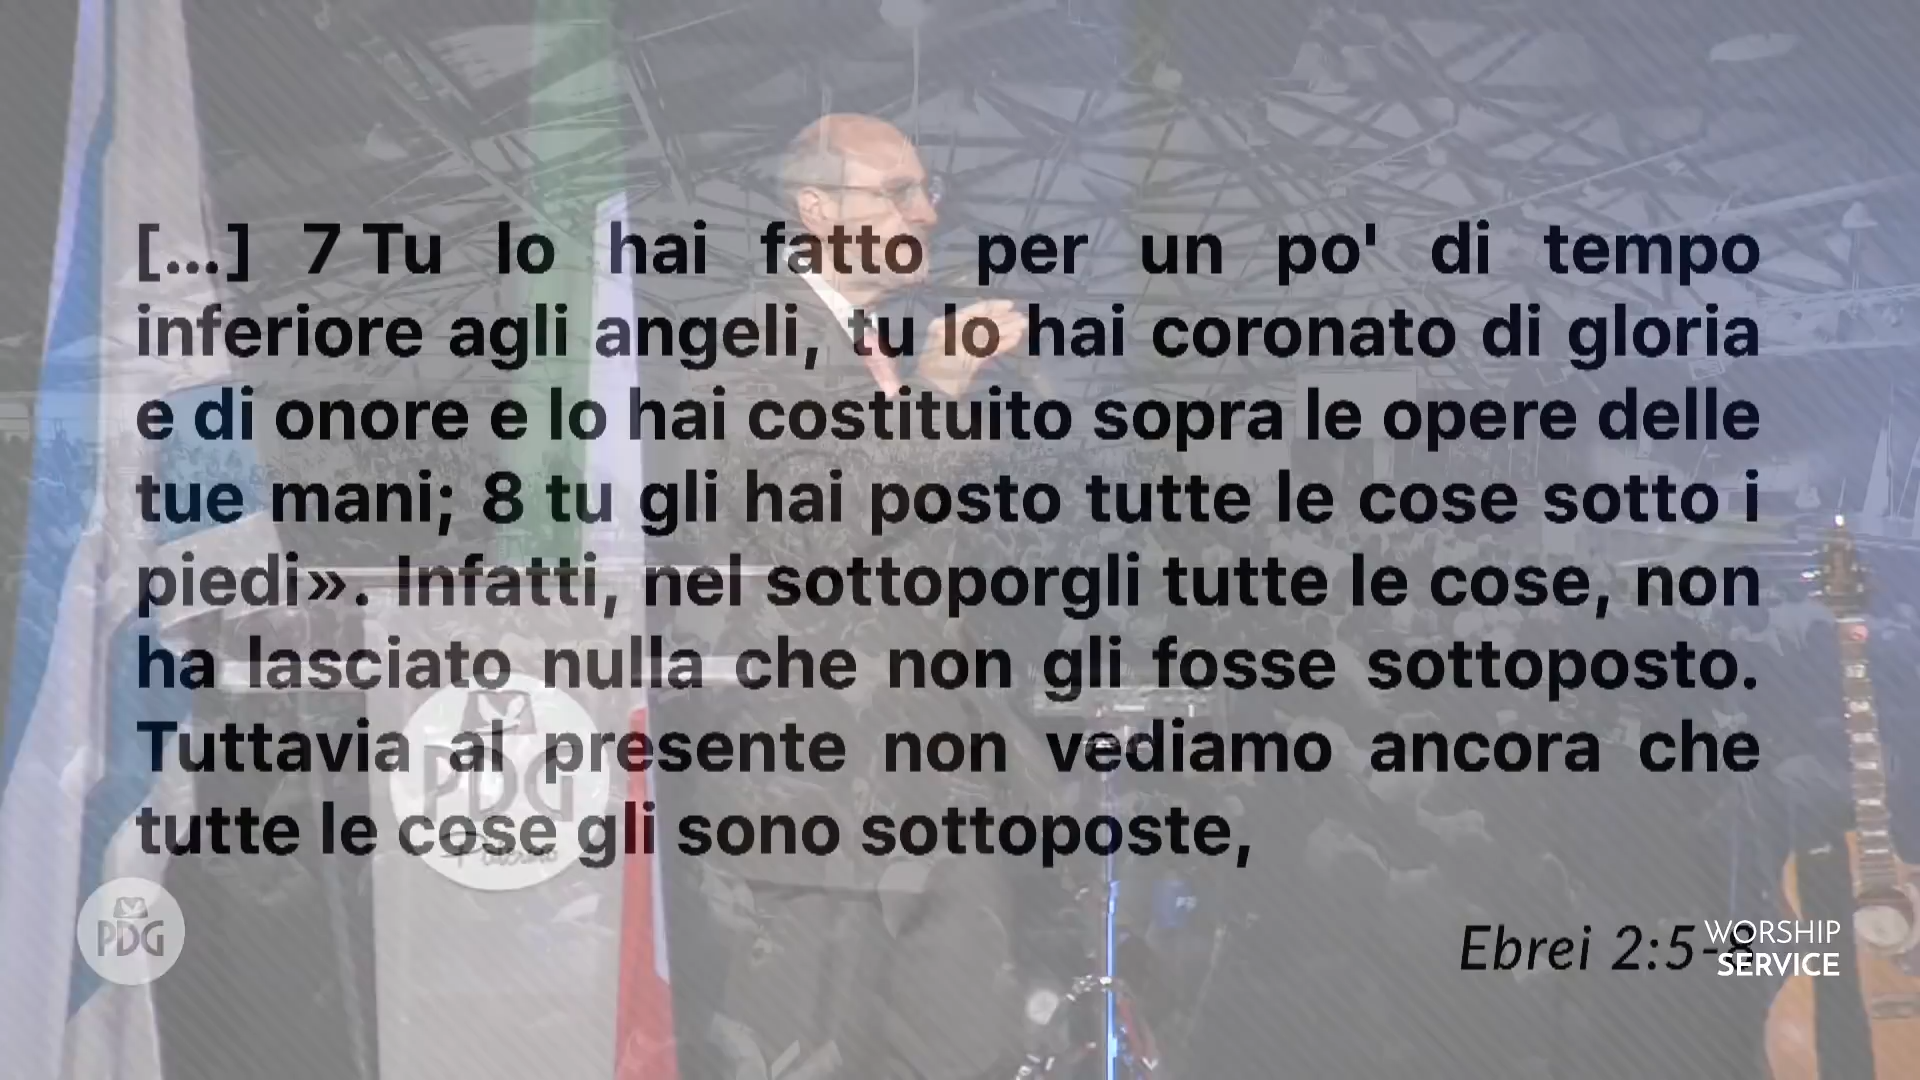 [...] 7 Tu lo hai fatto per un po' di tempo
inferiore agli angeli, tu lo hai coronato di gloria
e di onore e lo hai costituito sopra le opere delle
tue mani; 8 tu gli hai posto tutte le cose sotto i
piedi». Infatti, nel sottoporgli tutte le cose, non
ha lasciato nulla che non gli fosse sottoposto.
Tuttavia al presente non vediamo ancora che
tutte le cose gli sono sottoposte,
PDG
Palermo
Ebrei 2:5-8
PDG
WORSHIP
SERVICE